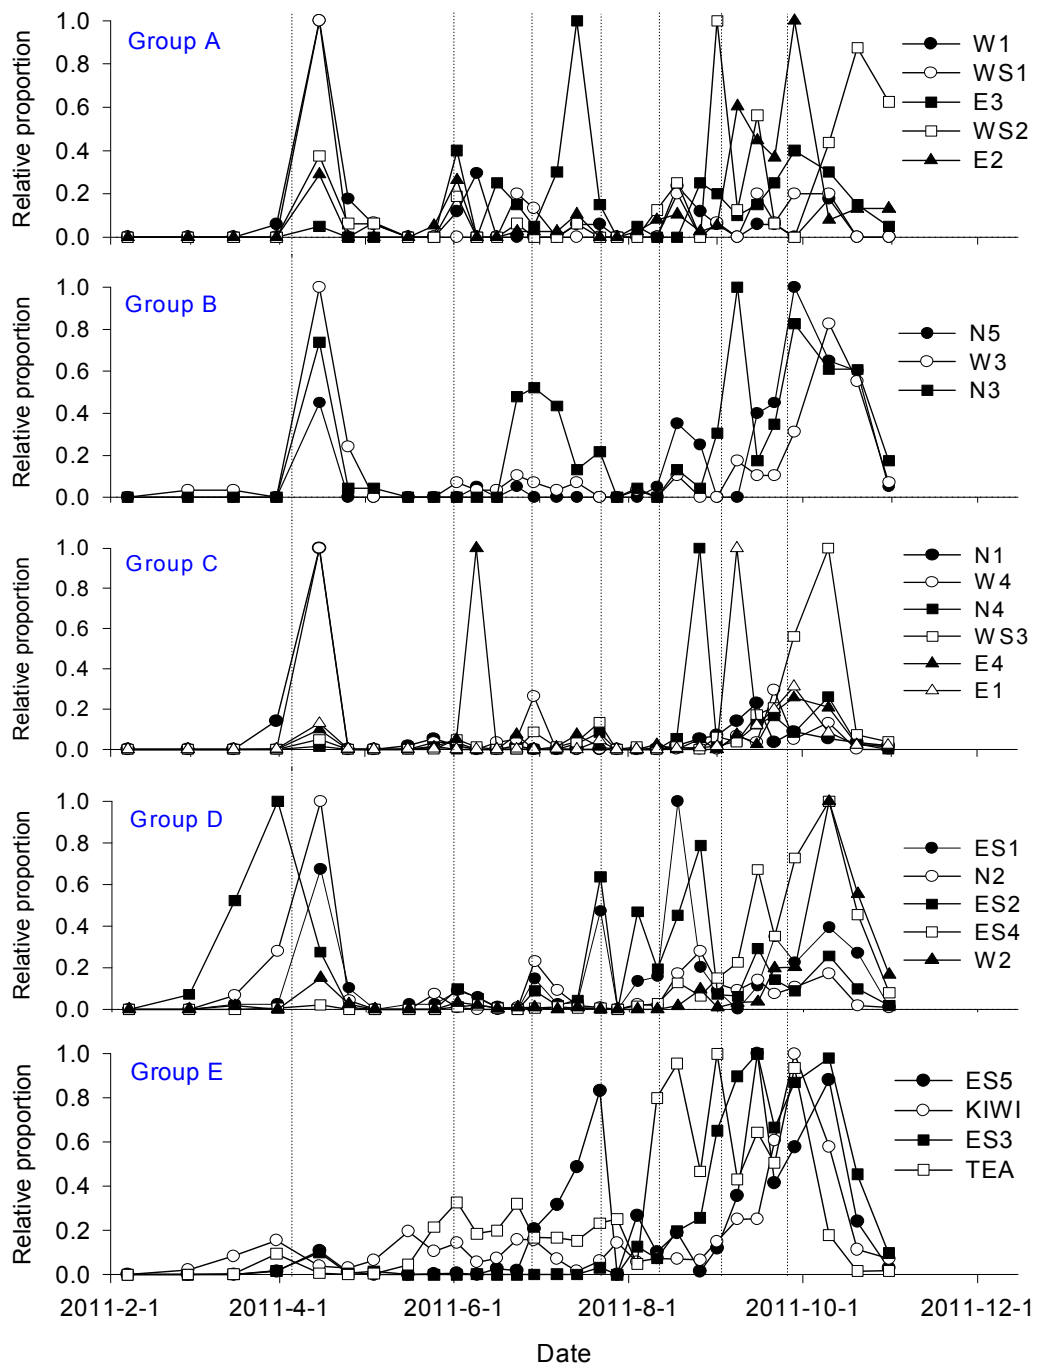 Group A
Relative proportion
1.0
0.8
0.6
0.4
0.2
0.0
W1
WS1
E3
WS2
E2
Group B
Relative proportion
1.0
0.8
0.6
0.4
0.2
0.0
N5
W3
N3
Group C
Relative proportion
1.0
0.8
0.6
0.4
0.2
0.0
N1
W4
N4
WS3
E4
E1
Group D
Relative proportion
1.0
0.8
0.6
0.4
0.2
0.0
ES1
N2
ES2
ES4
W2
Group E
Relative proportion
1.0
0.8
0.6
0.4
0.2
0.0
ES5
KIWI
ES3
TEA
2011-2-1 2011-4-1 2011-6-1 2011-8-1 2011-10-1 2011-12-1
Date